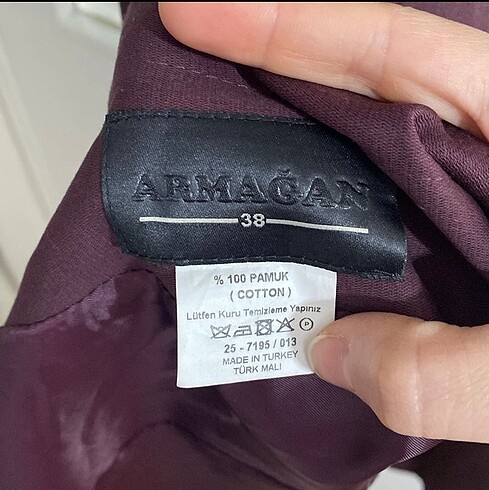 ARMAĞAN
38
% 100 PAMUK
( COTTON )
Lütfen Kuru Temizleme Yapınız
P
25 - 7195 / 013
MADE IN TURKEY
TÜRK MALI